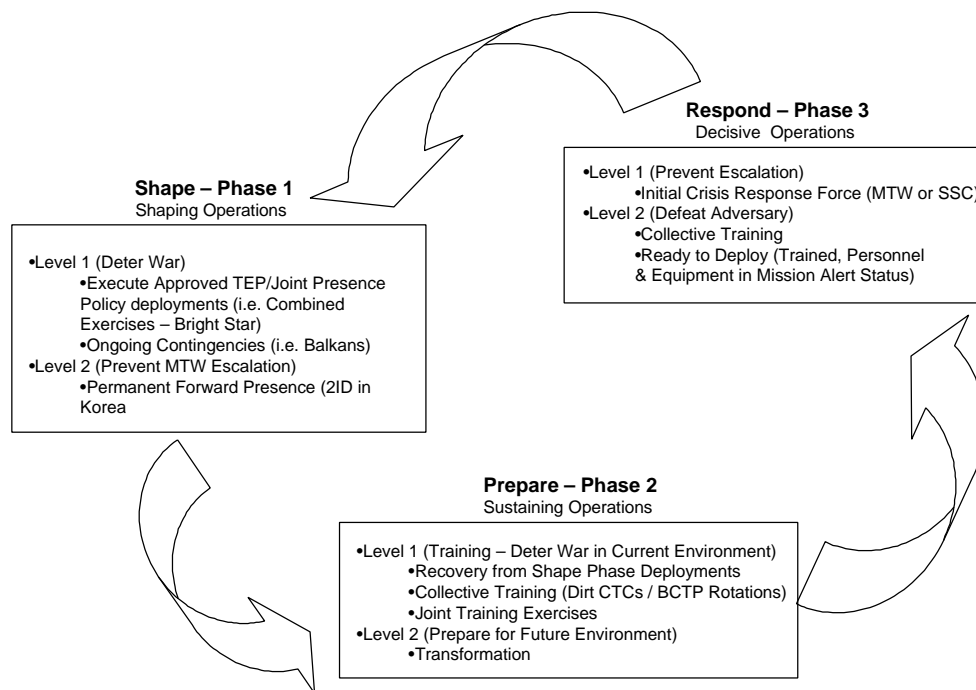 Respond – Phase 3
Decisive Operations
•Level 1 (Prevent Escalation)
•Initial Crisis Response Force (MTW or SSC)
•Level 2 (Defeat Adversary)
•Collective Training
•Ready to Deploy (Trained, Personnel
& Equipment in Mission Alert Status)
Shape – Phase 1
Shaping Operations
•Level 1 (Deter War)
•Execute Approved TEP/Joint Presence
Policy deployments (i.e. Combined
Exercises – Bright Star)
•Ongoing Contingencies (i.e. Balkans)
•Level 2 (Prevent MTW Escalation)
•Permanent Forward Presence (2ID in
Korea
Prepare – Phase 2
Sustaining Operations
•Level 1 (Training – Deter War in Current Environment)
•Recovery from Shape Phase Deployments
•Collective Training (Dirt CTCs / BCTP Rotations)
•Joint Training Exercises
•Level 2 (Prepare for Future Environment)
•Transformation